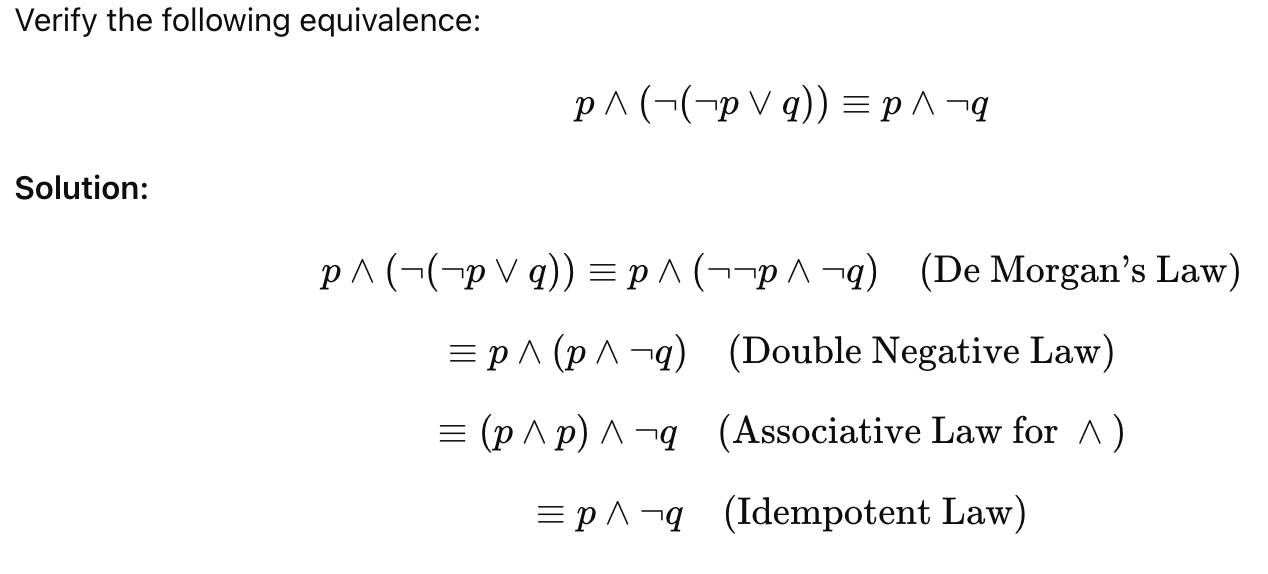 Verify the following equivalence:
p ∧ (¬(¬p ∨ q)) ≡ p ∧ ¬q
Solution:
p ∧ (¬(¬p ∨ q)) ≡ p ∧ (¬¬p ∧ ¬q) (De Morgan’s Law)
≡ p ∧ (p ∧ ¬q) (Double Negative Law)
≡ (p ∧ p) ∧ ¬q (Associative Law for ∧ )
≡ p ∧ ¬q (Idempotent Law)